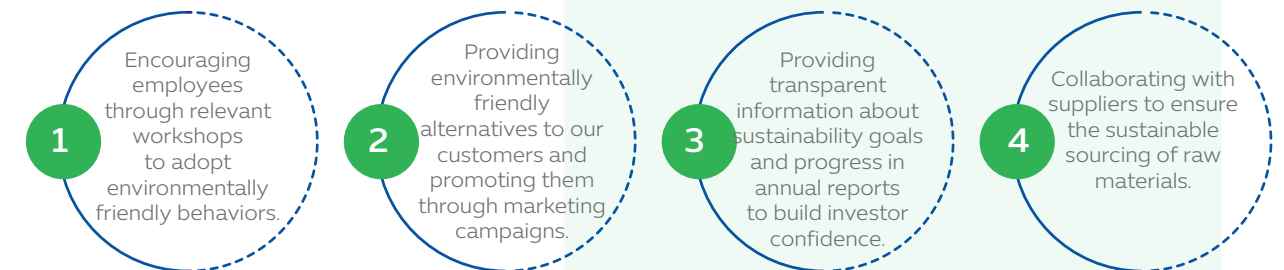 1
Encouraging
employees
through relevant
workshops
to adopt
environmentally
friendly behaviors.
2
Providing
environmentally
friendly
alternatives to our
customers and
promoting them
through marketing
campaigns.
3
Providing
transparent
information about
sustainability goals
and progress in
annual reports
to build investor
confidence.
4
Collaborating with
suppliers to ensure
the sustainable
sourcing of raw
materials.